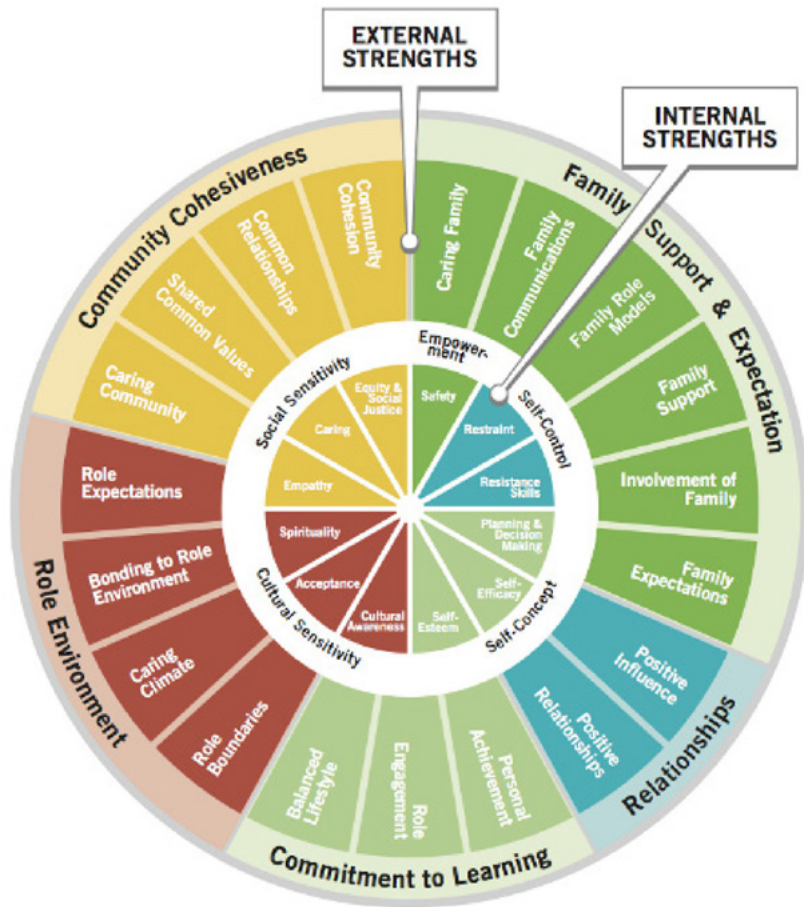 EXTERNAL
STRENGTHS
INTERNAL
STRENGTHS
Community Cohesiveness
Caring
Community
Shared
Common Values
Common
Relationships
Community
Cohesion
Family Support & Expectation
Caring Family
Family
Communications
Family Role
Models
Family
Support
Involvement of
Family
Family
Expectations
Relationships
Positive
Influence
Positive
Relationships
Commitment to Learning
Personal
Achievement
Role
Engagement
Balanced
Lifestyle
Role Environment
Role
Boundaries
Caring
Climate
Bonding to Role
Environment
Role
Expectations
Social Sensitivity
Empathy
Caring
Equity &
Social
Justice
Empower-
ment
Safety
Self-Control
Restraint
Resistance
Skills
Self-Concept
Planning &
Decision
Making
Self-
Efficacy
Self-
Esteem
Cultural Sensitivity
Cultural
Awareness
Acceptance
Spirituality